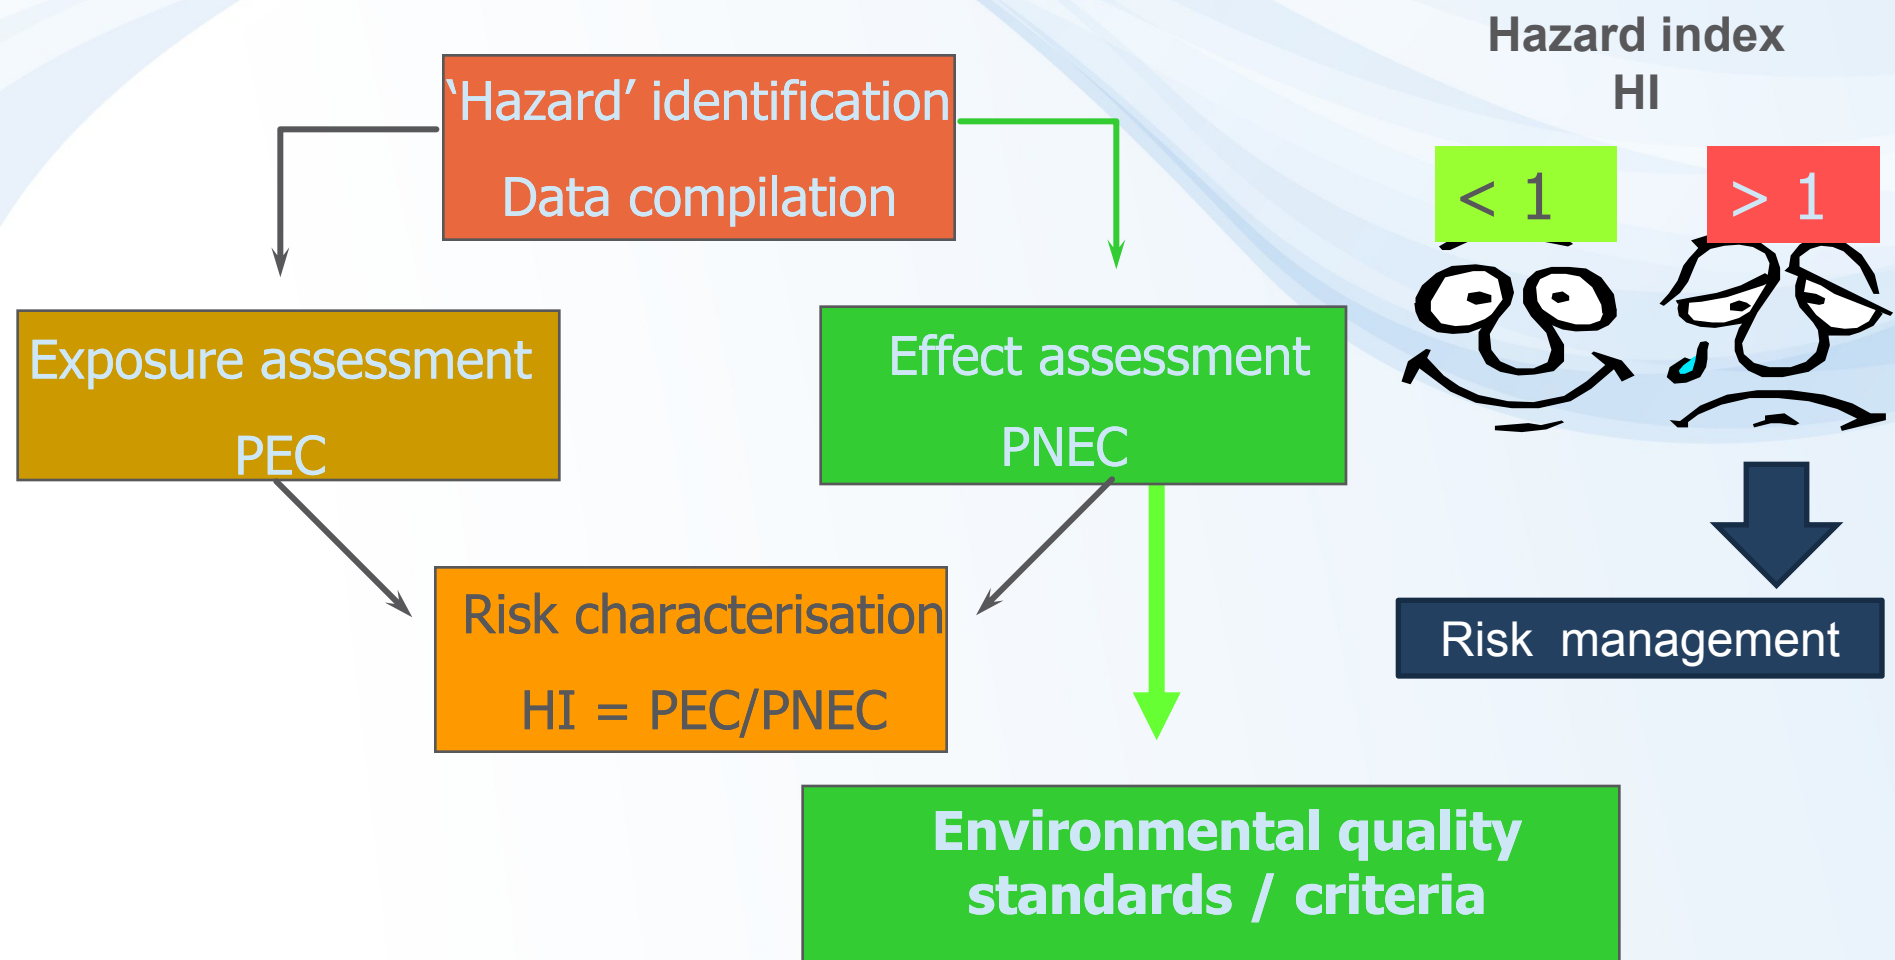 Hazard index
HI
‘Hazard’ identification
Data compilation
< 1
> 1
Exposure assessment
PEC
Effect assessment
PNEC
Risk characterisation
HI = PEC/PNEC
Risk management
Environmental quality
standards / criteria